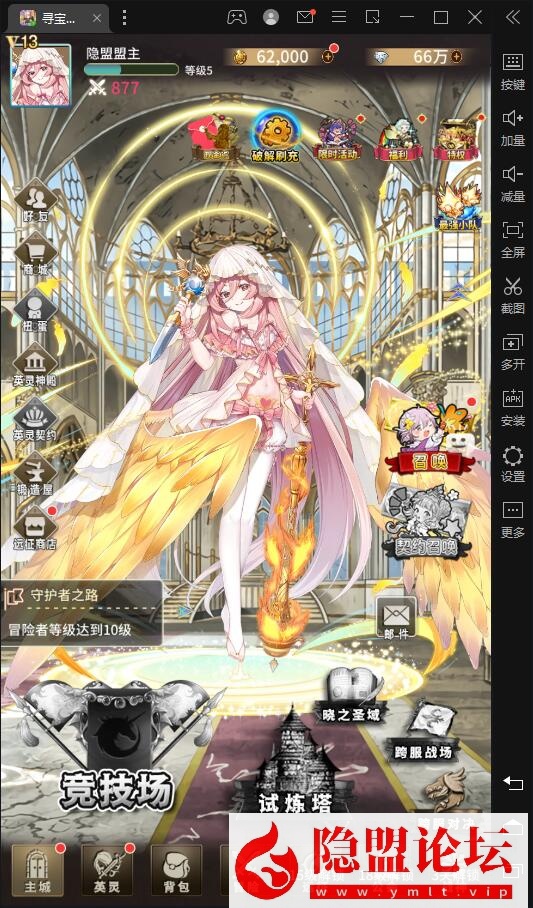 寻宝...
V13
隐盟盟主
等级5
877
62,000
66万
破解刷充
限时活动
福利
特权
最强小队
好友
商城
扭蛋
英灵神殿
英灵契约
锻造屋
远征商店
召唤
契约召唤
守护者之路
冒险者等级达到10级
邮件
晓之圣域
跨服战场
竞技场
试炼塔
跨服对决
主城
英灵
背包
隐盟论坛
www.ymlt.vip
按键
加量
减量
全屏
截图
多开
APK
安装
设置
更多